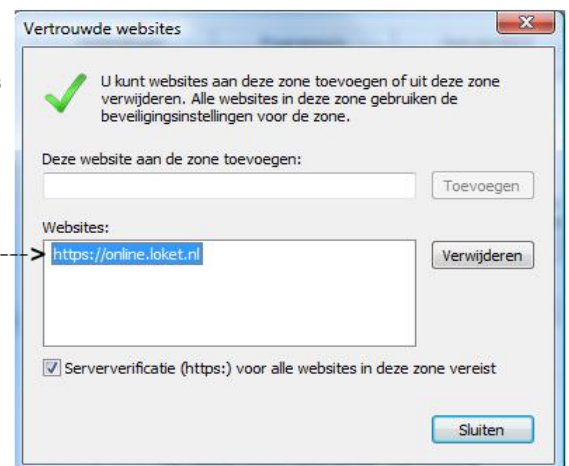 Vertrouwde websites
U kunt websites aan deze zone toevoegen of uit deze zone
verwijderen. Alle websites in deze zone gebruiken de
beveiligingsinstellingen voor de zone.
Deze website aan de zone toevoegen:
Toevoegen
Websites:
https://online.loket.nl
Verwijderen
Serververificatie (https:) voor alle websites in deze zone vereist
Sluiten